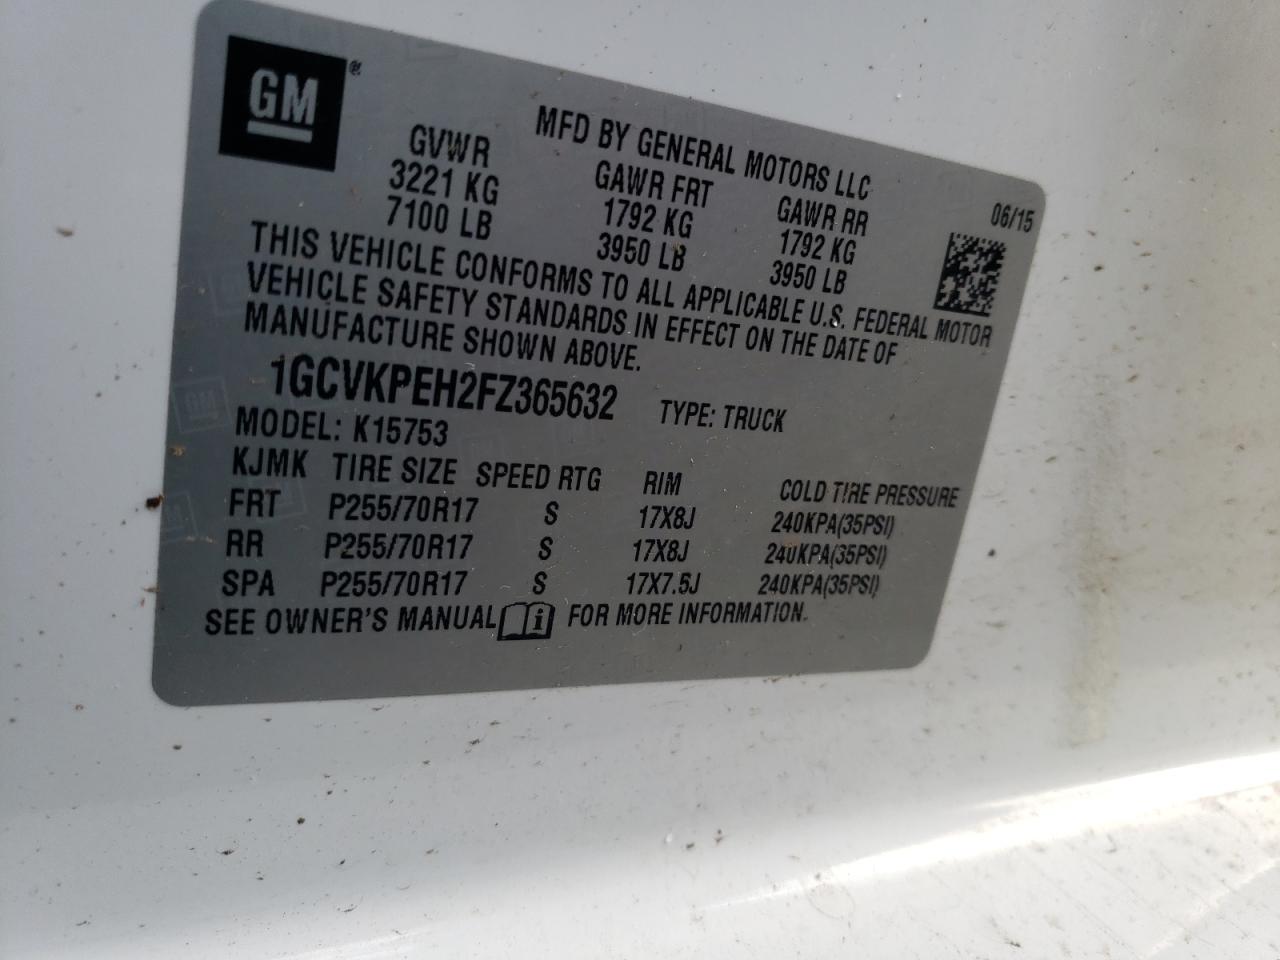 GM®
MFD BY GENERAL MOTORS LLC
06/15
GVWR GAWR FRT GAWR RR
3221 KG 1792 KG 1792 KG
7100 LB 3950 LB 3950 LB
THIS VEHICLE CONFORMS TO ALL APPLICABLE U.S. FEDERAL MOTOR
VEHICLE SAFETY STANDARDS IN EFFECT ON THE DATE OF
MANUFACTURE SHOWN ABOVE.
1GCVKPEH2FZ365632 TYPE: TRUCK
MODEL: K15753
KJMK TIRE SIZE SPEED RTG RIM COLD TIRE PRESSURE
FRT P255/70R17 S 17X8J 240KPA(35PSI)
RR P255/70R17 S 17X8J 240KPA(35PSI)
SPA P255/70R17 S 17X7.5J 240KPA(35PSI)
SEE OWNER'S MANUAL i FOR MORE INFORMATION.